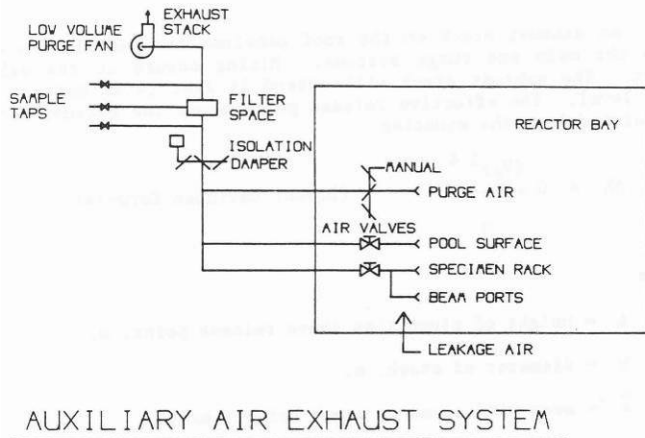 EXHAUST
STACK
LOW VOLUME
PURGE FAN
SAMPLE
TAPS
FILTER
SPACE
ISOLATION
DAMPER
REACTOR BAY
MANUAL
PURGE AIR
AIR VALVES
POOL SURFACE
SPECIMEN RACK
BEAM PORTS
LEAKAGE AIR
AUXILIARY AIR EXHAUST SYSTEM